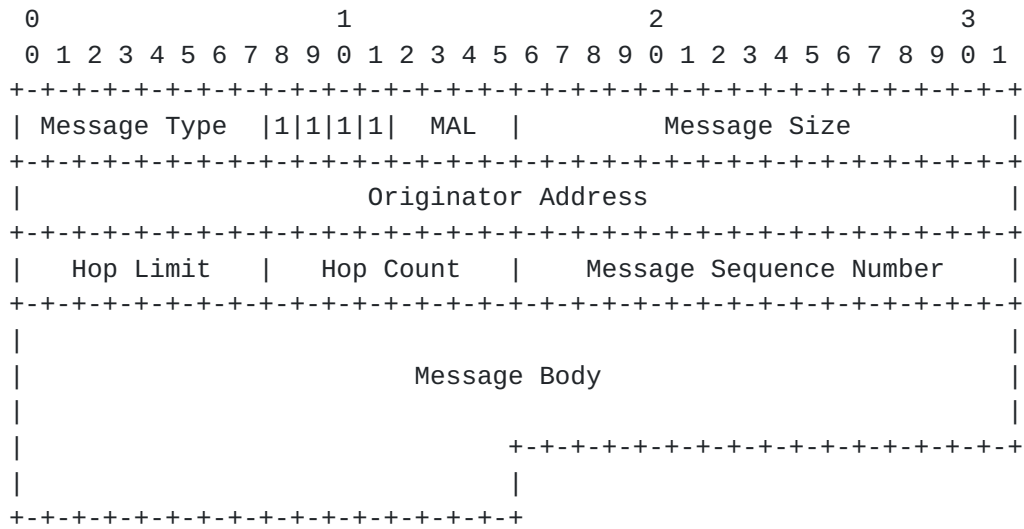 0                   1                   2                   3
0 1 2 3 4 5 6 7 8 9 0 1 2 3 4 5 6 7 8 9 0 1 2 3 4 5 6 7 8 9 0 1
+-+-+-+-+-+-+-+-+-+-+-+-+-+-+-+-+-+-+-+-+-+-+-+-+-+-+-+-+-+-+-+-+
| Message Type  |1|1|1|1|  MAL  |         Message Size          |
+-+-+-+-+-+-+-+-+-+-+-+-+-+-+-+-+-+-+-+-+-+-+-+-+-+-+-+-+-+-+-+-+
|                      Originator Address                       |
+-+-+-+-+-+-+-+-+-+-+-+-+-+-+-+-+-+-+-+-+-+-+-+-+-+-+-+-+-+-+-+-+
|   Hop Limit   |   Hop Count   |    Message Sequence Number    |
+-+-+-+-+-+-+-+-+-+-+-+-+-+-+-+-+-+-+-+-+-+-+-+-+-+-+-+-+-+-+-+-+
|                                                               |
|                         Message Body                          |
|                                                               |
|                               +-+-+-+-+-+-+-+-+-+-+-+-+-+-+-+-+
|                               |
+-+-+-+-+-+-+-+-+-+-+-+-+-+-+-+-+